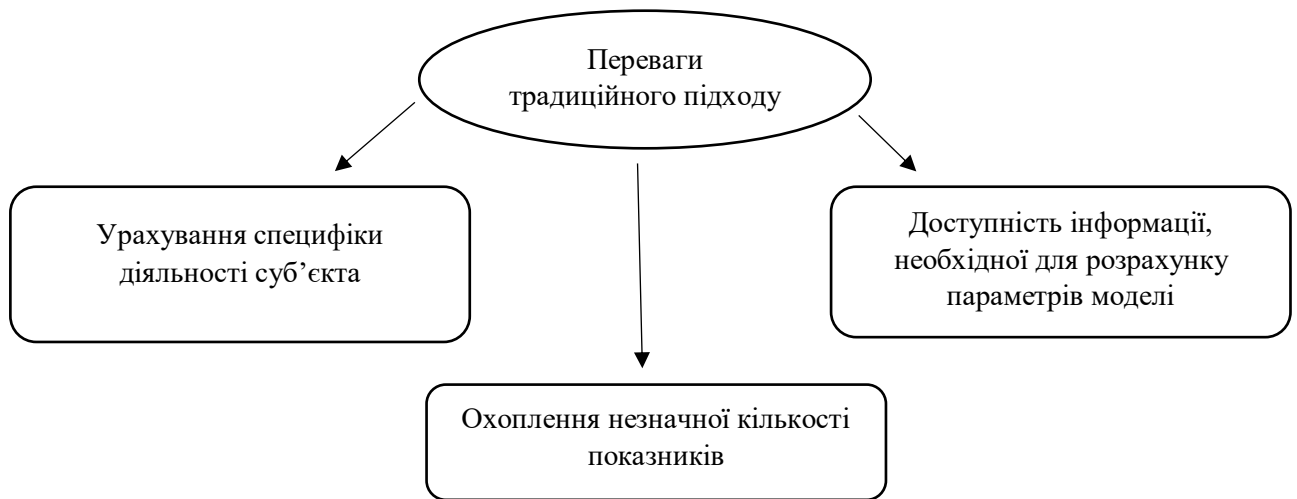 Переваги
традиційного підходу
Урахування специфіки
діяльності суб’єкта
Доступність інформації,
необхідної для розрахунку
параметрів моделі
Охоплення незначної кількості
показників